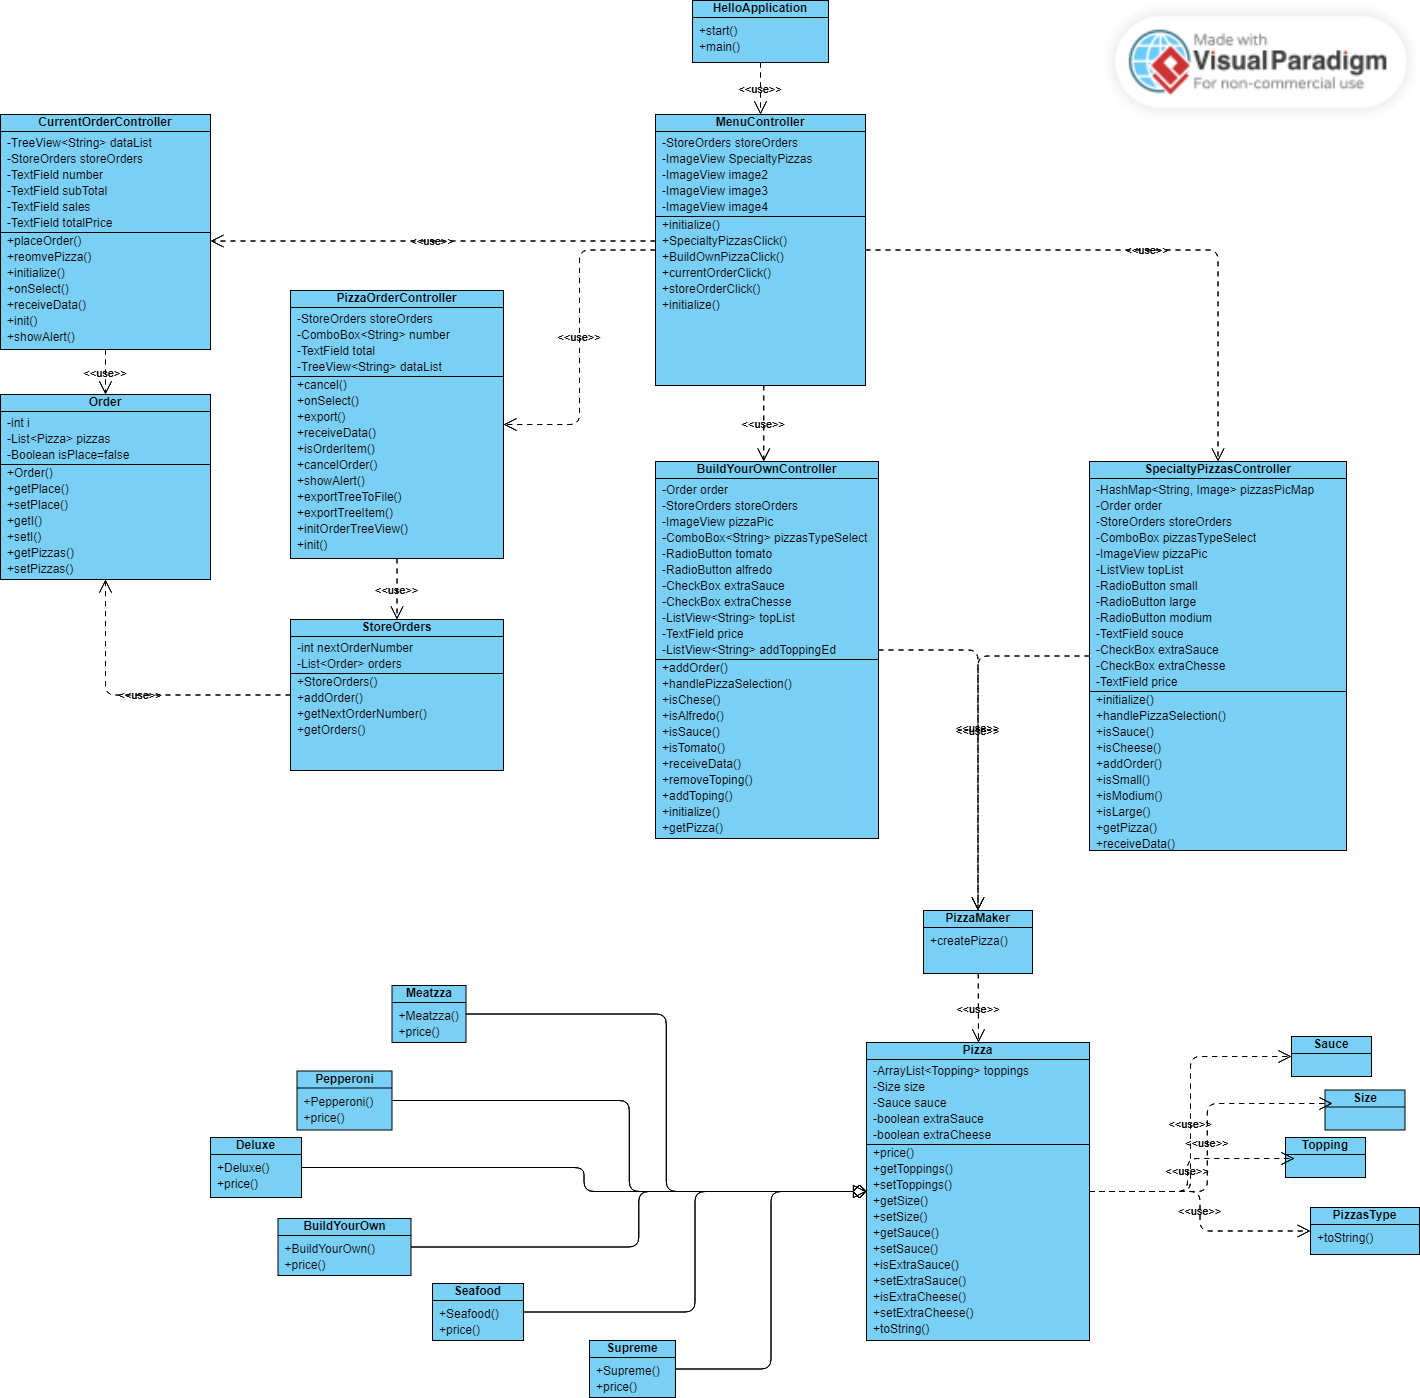 HelloApplication
+start()
+main()
Made with
Visual Paradigm
For non-commercial use
<<use>>
CurrentOrderController
-TreeView<String> dataList
-StoreOrders storeOrders
-TextField number
-TextField subTotal
-TextField sales
-TextField totalPrice
+placeOrder()
+reomvePizza()
+initialize()
+onSelect()
+receiveData()
+init()
+showAlert()
MenuController
-StoreOrders storeOrders
-ImageView SpecialtyPizzas
-ImageView image2
-ImageView image3
-ImageView image4
+initialize()
+SpecialtyPizzasClick()
+BuildOwnPizzaClick()
+currentOrderClick()
+storeOrderClick()
+initialize()
<<use>>
<<use>>
<<use>>
<<use>>
<<use>>
PizzaOrderController
-StoreOrders storeOrders
-ComboBox<String> number
-TextField total
-TreeView<String> dataList
+cancel()
+onSelect()
+export()
+receiveData()
+isOrderItem()
+cancelOrder()
+showAlert()
+exportTreeToFile()
+exportTreeItem()
+initOrderTreeView()
+init()
Order
-int i
-List<Pizza> pizzas
-Boolean isPlace=false
+Order()
+getPlace()
+setPlace()
+getI()
+setI()
+getPizzas()
+setPizzas()
<<use>>
<<use>>
StoreOrders
-int nextOrderNumber
-List<Order> orders
+StoreOrders()
+addOrder()
+getNextOrderNumber()
+getOrders()
BuildYourOwnController
-Order order
-StoreOrders storeOrders
-ImageView pizzaPic
-ComboBox<String> pizzasTypeSelect
-RadioButton tomato
-RadioButton alfredo
-CheckBox extraSauce
-CheckBox extraChesse
-ListView<String> topList
-TextField price
-ListView<String> addToppingEd
+addOrder()
+handlePizzaSelection()
+isChese()
+isAlfredo()
+isSauce()
+isTomato()
+receiveData()
+removeToping()
+addToping()
+initialize()
+getPizza()
SpecialtyPizzasController
-HashMap<String, Image> pizzasPicMap
-Order order
-StoreOrders storeOrders
-ComboBox pizzasTypeSelect
-ImageView pizzaPic
-ListView topList
-RadioButton small
-RadioButton large
-RadioButton modium
-TextField souce
-CheckBox extraSauce
-CheckBox extraChesse
-TextField price
+initialize()
+handlePizzaSelection()
+isSauce()
+isCheese()
+addOrder()
+isSmall()
+isModium()
+isLarge()
+getPizza()
+receiveData()
<<use>>
<<use>>
PizzaMaker
+createPizza()
<<use>>
Meatzza
+Meatzza()
+price()
Pepperoni
+Pepperoni()
+price()
Deluxe
+Deluxe()
+price()
BuildYourOwn
+BuildYourOwn()
+price()
Seafood
+Seafood()
+price()
Supreme
+Supreme()
+price()
Pizza
-ArrayList<Topping> toppings
-Size size
-Sauce sauce
-boolean extraSauce
-boolean extraCheese
+price()
+getToppings()
+setToppings()
+getSize()
+setSize()
+getSauce()
+setSauce()
+isExtraSauce()
+setExtraSauce()
+isExtraCheese()
+setExtraCheese()
+toString()
<<use>>
<<use>>
<<use>>
<<use>>
Sauce
Size
Topping
PizzasType
+toString()